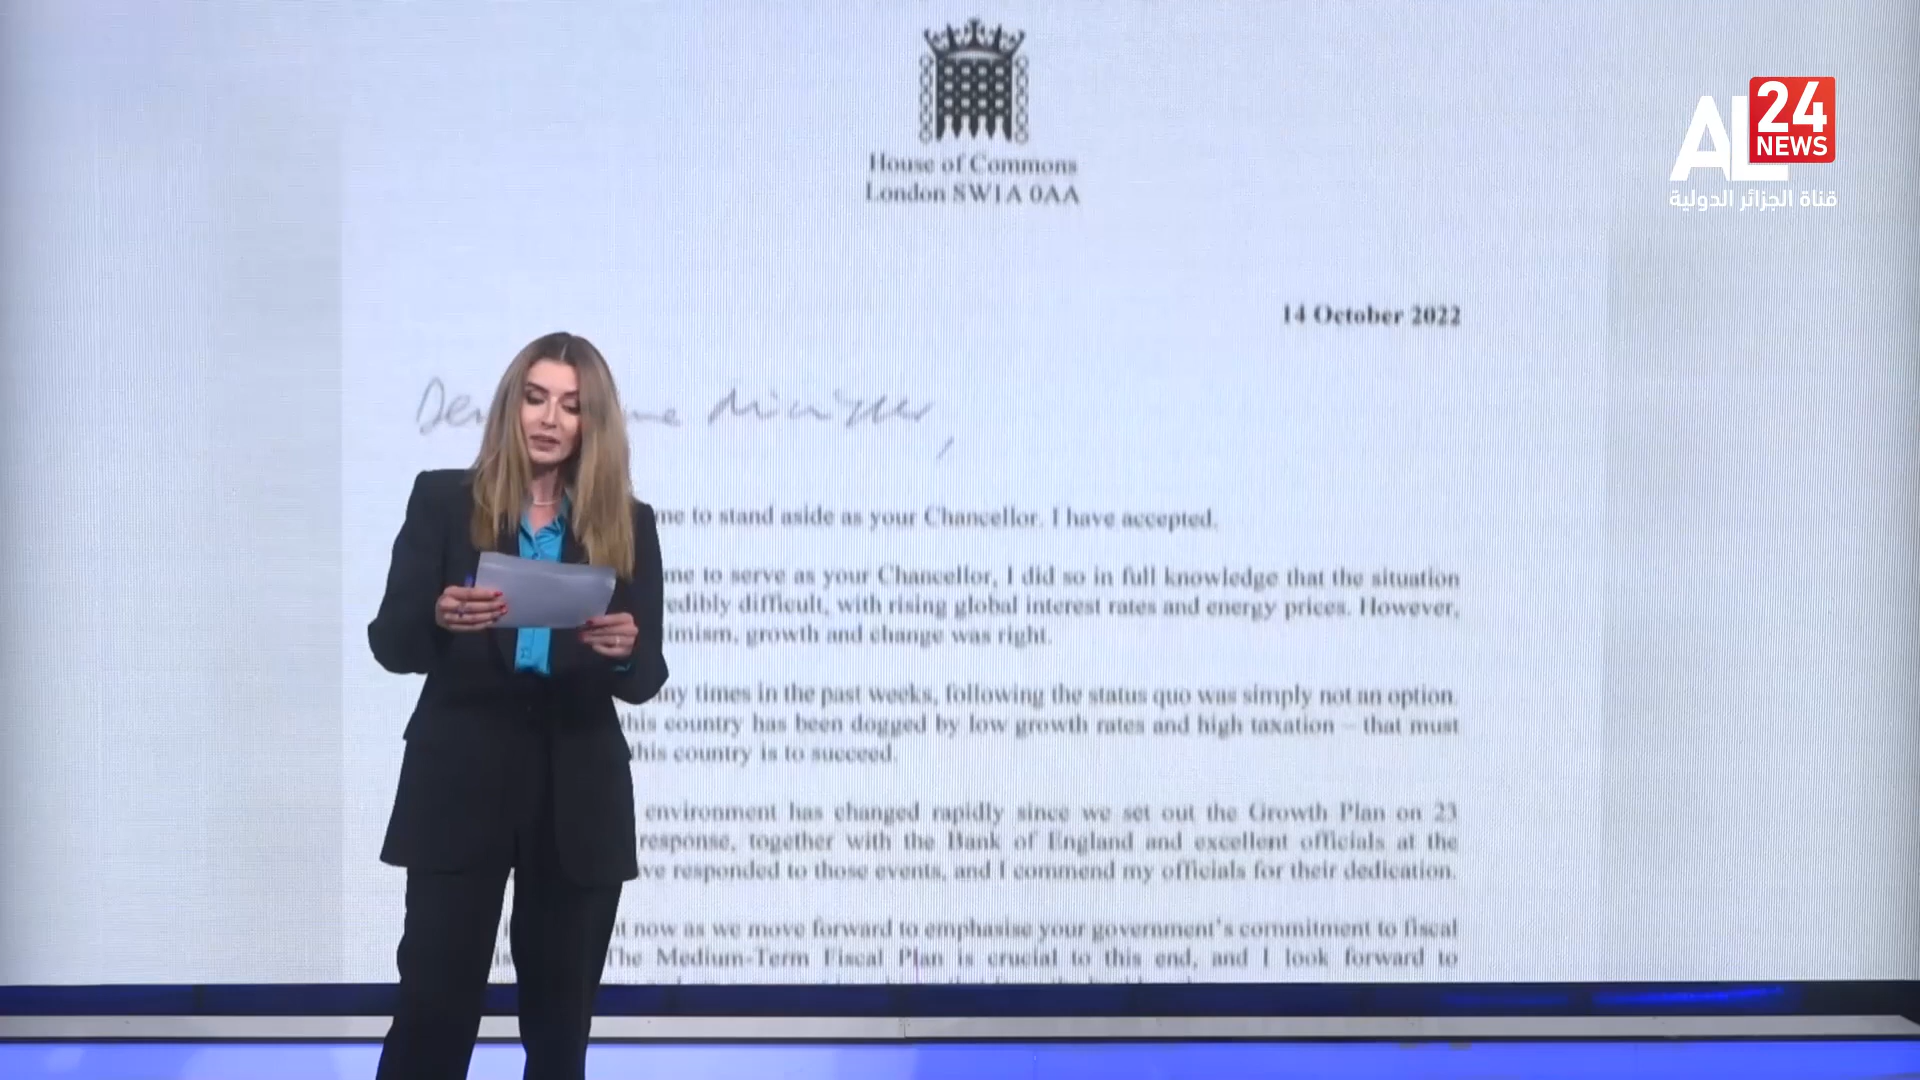 House of Commons
London SW1A 0AA
AL 24 NEWS
قناة الجزائر الدولية
14 October 2022
me to stand aside as your Chancellor. I have accepted.
me to serve as your Chancellor, I did so in full knowledge that the situation
redibly difficult, with rising global interest rates and energy prices. However,
imism, growth and change was right.
ny times in the past weeks, following the status quo was simply not an option.
this country has been dogged by low growth rates and high taxation – that must
this country is to succeed.
environment has changed rapidly since we set out the Growth Plan on 23
response, together with the Bank of England and excellent officials at the
ve responded to those events, and I commend my officials for their dedication.
t now as we move forward to emphasise your government's commitment to fiscal
The Medium-Term Fiscal Plan is crucial to this end, and I look forward to